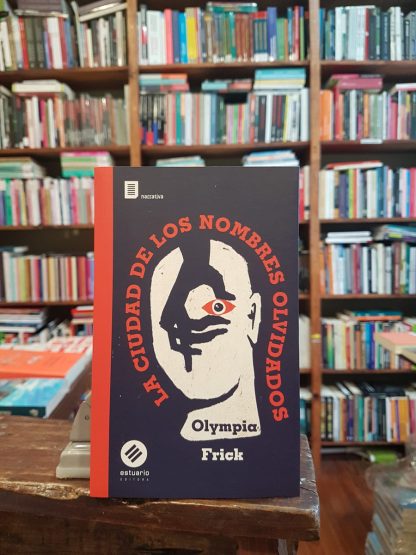 narrativa
LA CIUDAD DE LOS NOMBRES OLVIDADOS
Olympia
Frick
estuario
EDITORA